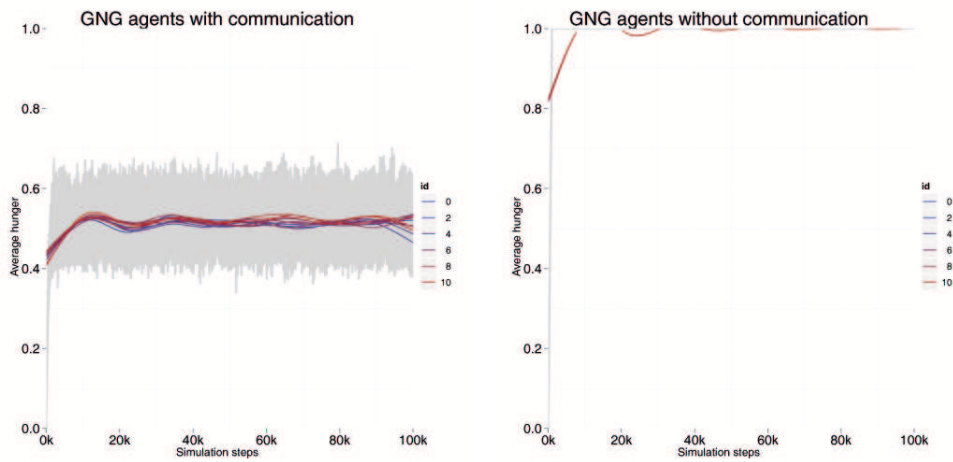 GNG agents with communication
1.0
0.8
0.6
0.4
0.2
0.0
Average hunger
0k
20k
40k
60k
80k
100k
Simulation steps
id
0
2
4
6
8
10
GNG agents without communication
1.0
0.8
0.6
0.4
0.2
0.0
Average hunger
0k
20k
40k
60k
80k
100k
Simulation steps
id
0
2
4
6
8
10